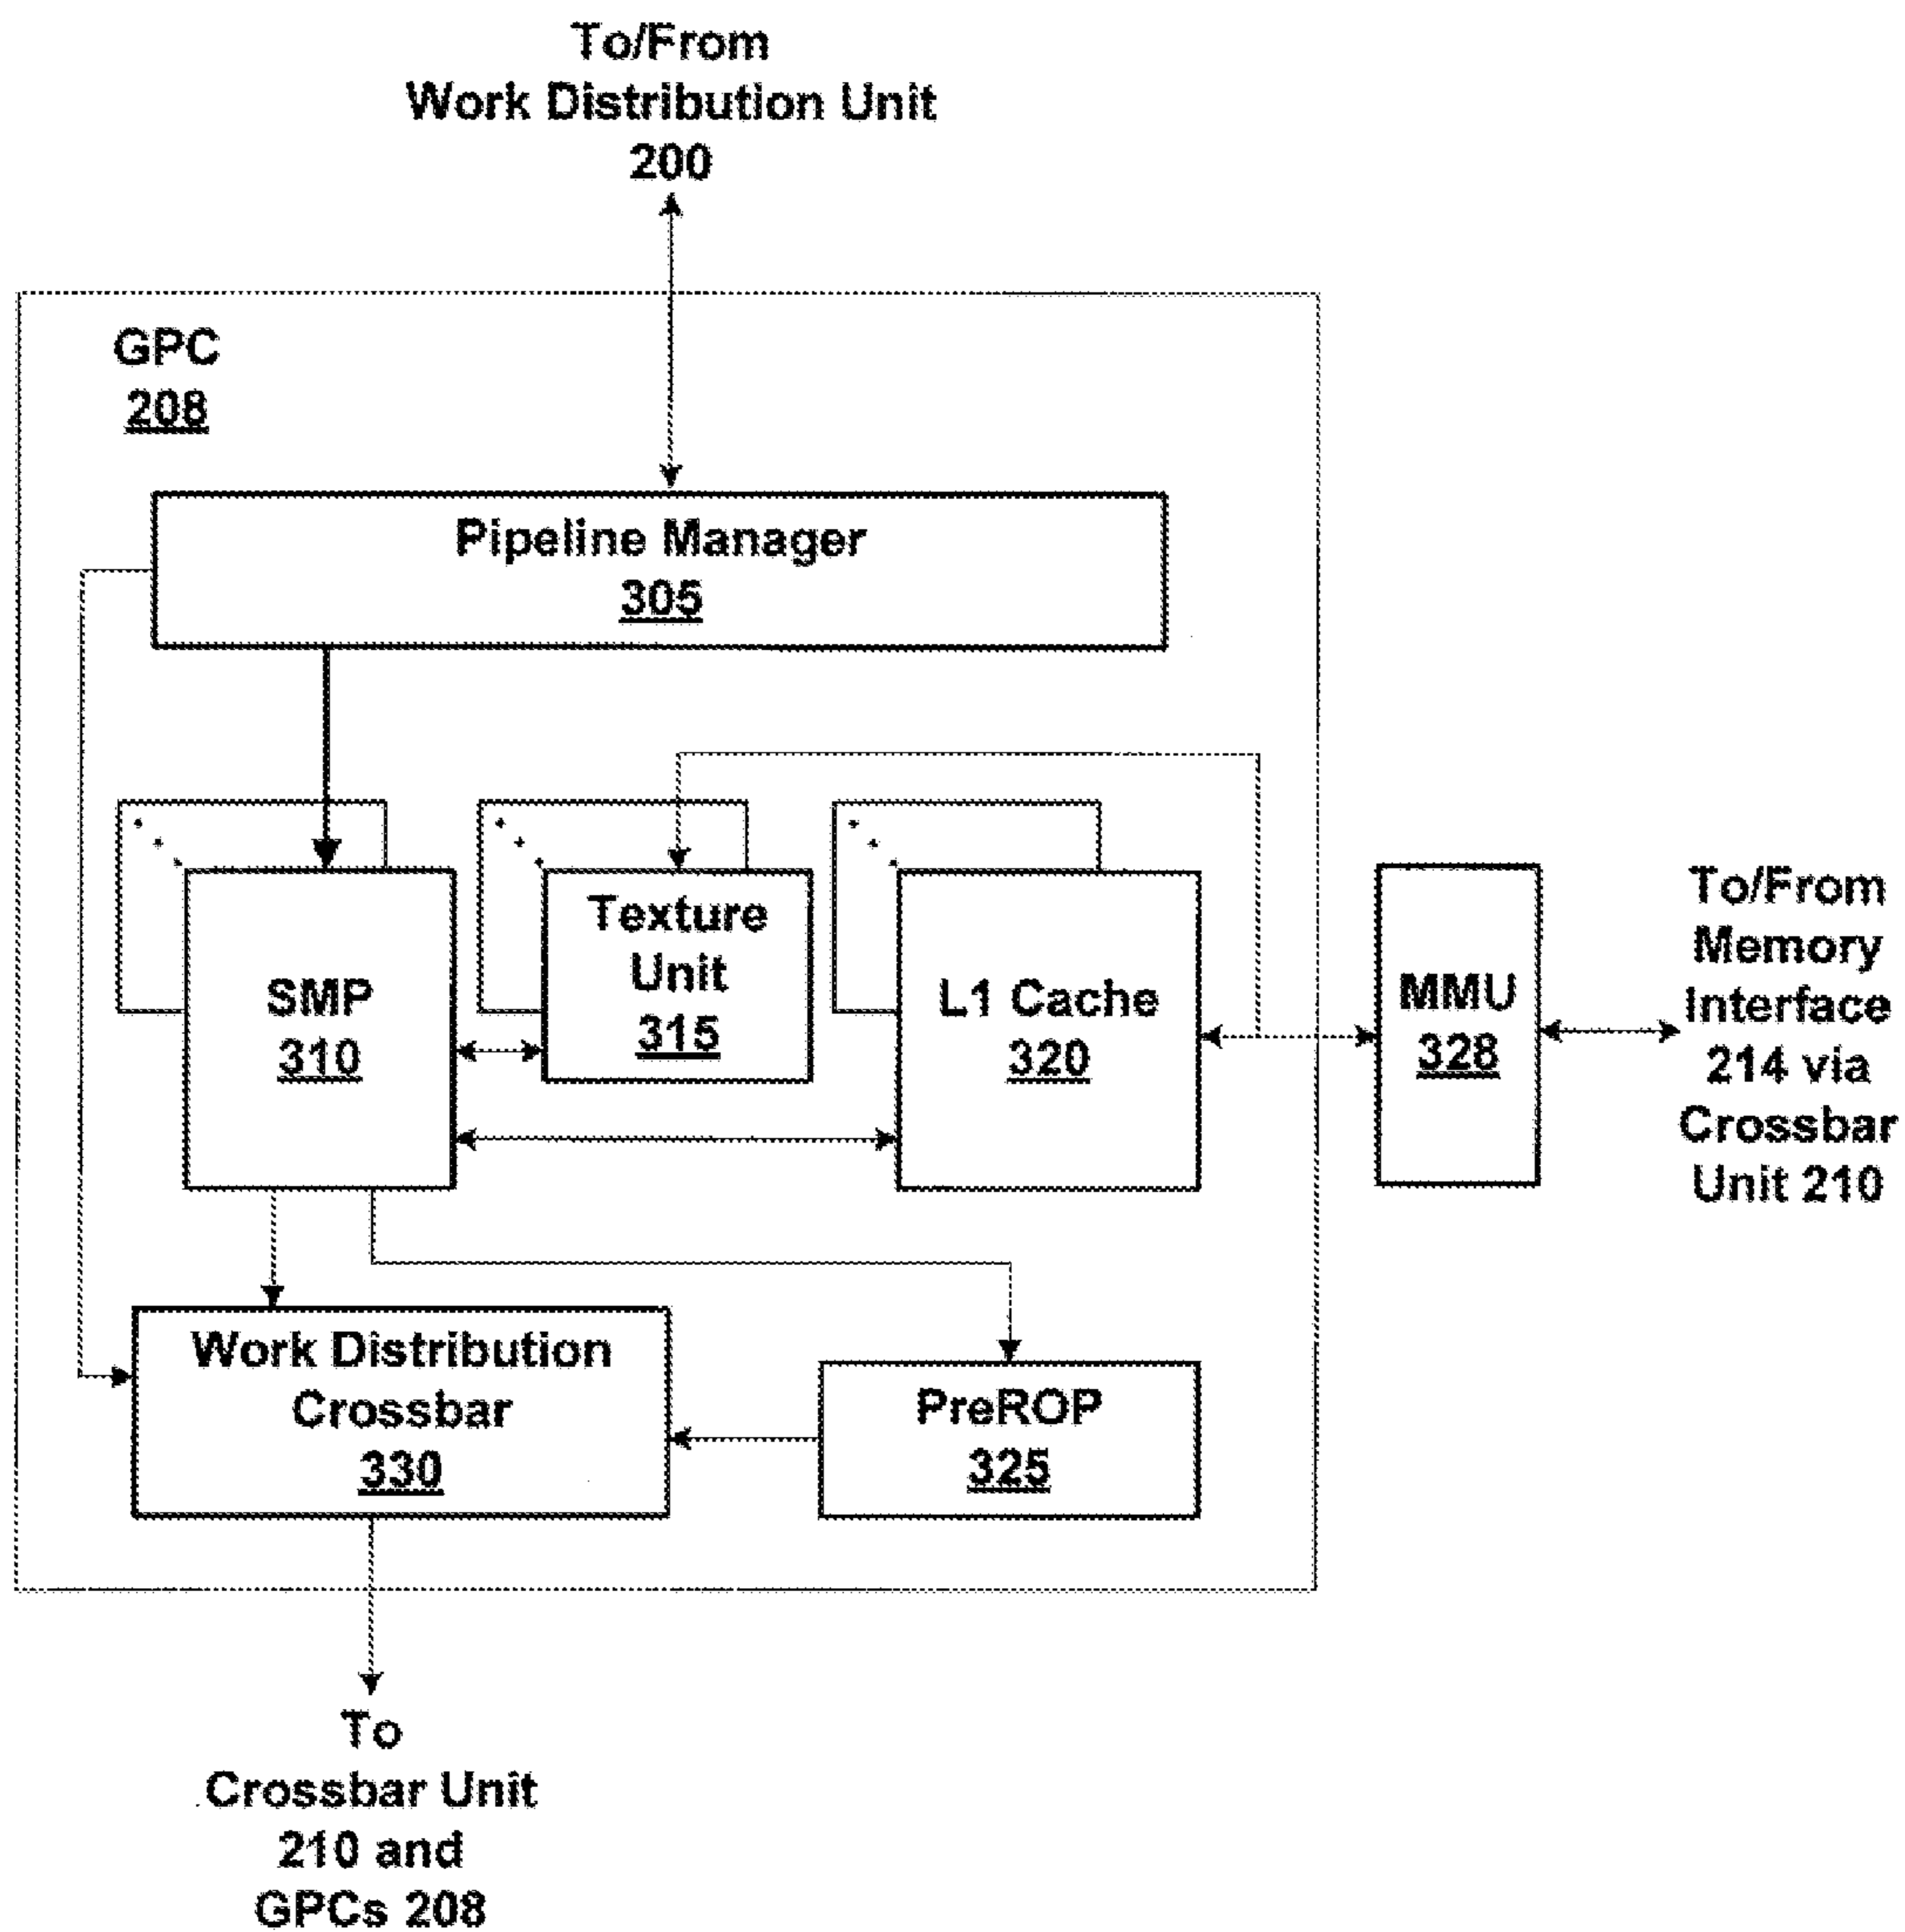 To/From
Work Distribution Unit
200
GPC
208
Pipeline Manager
305
SMP
310
Texture
Unit
315
L1 Cache
320
MMU
328
To/From
Memory
Interface
214 via
Crossbar
Unit 210
Work Distribution
Crossbar
330
PreROP
325
To
Crossbar Unit
210 and
GPCs 208